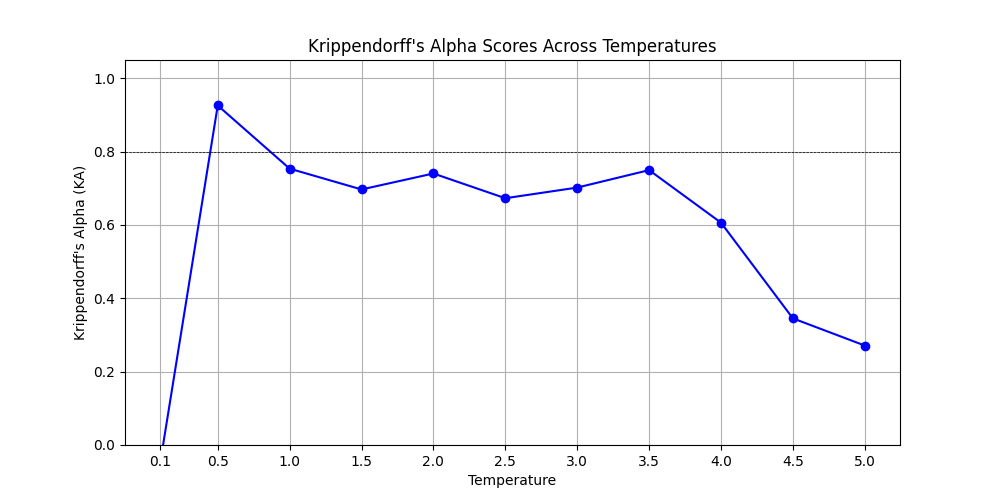 Krippendorff's Alpha Scores Across Temperatures
Krippendorff's Alpha (KA)
1.0
0.8
0.6
0.4
0.2
0.0
0.1 0.5 1.0 1.5 2.0 2.5 3.0 3.5 4.0 4.5 5.0
Temperature